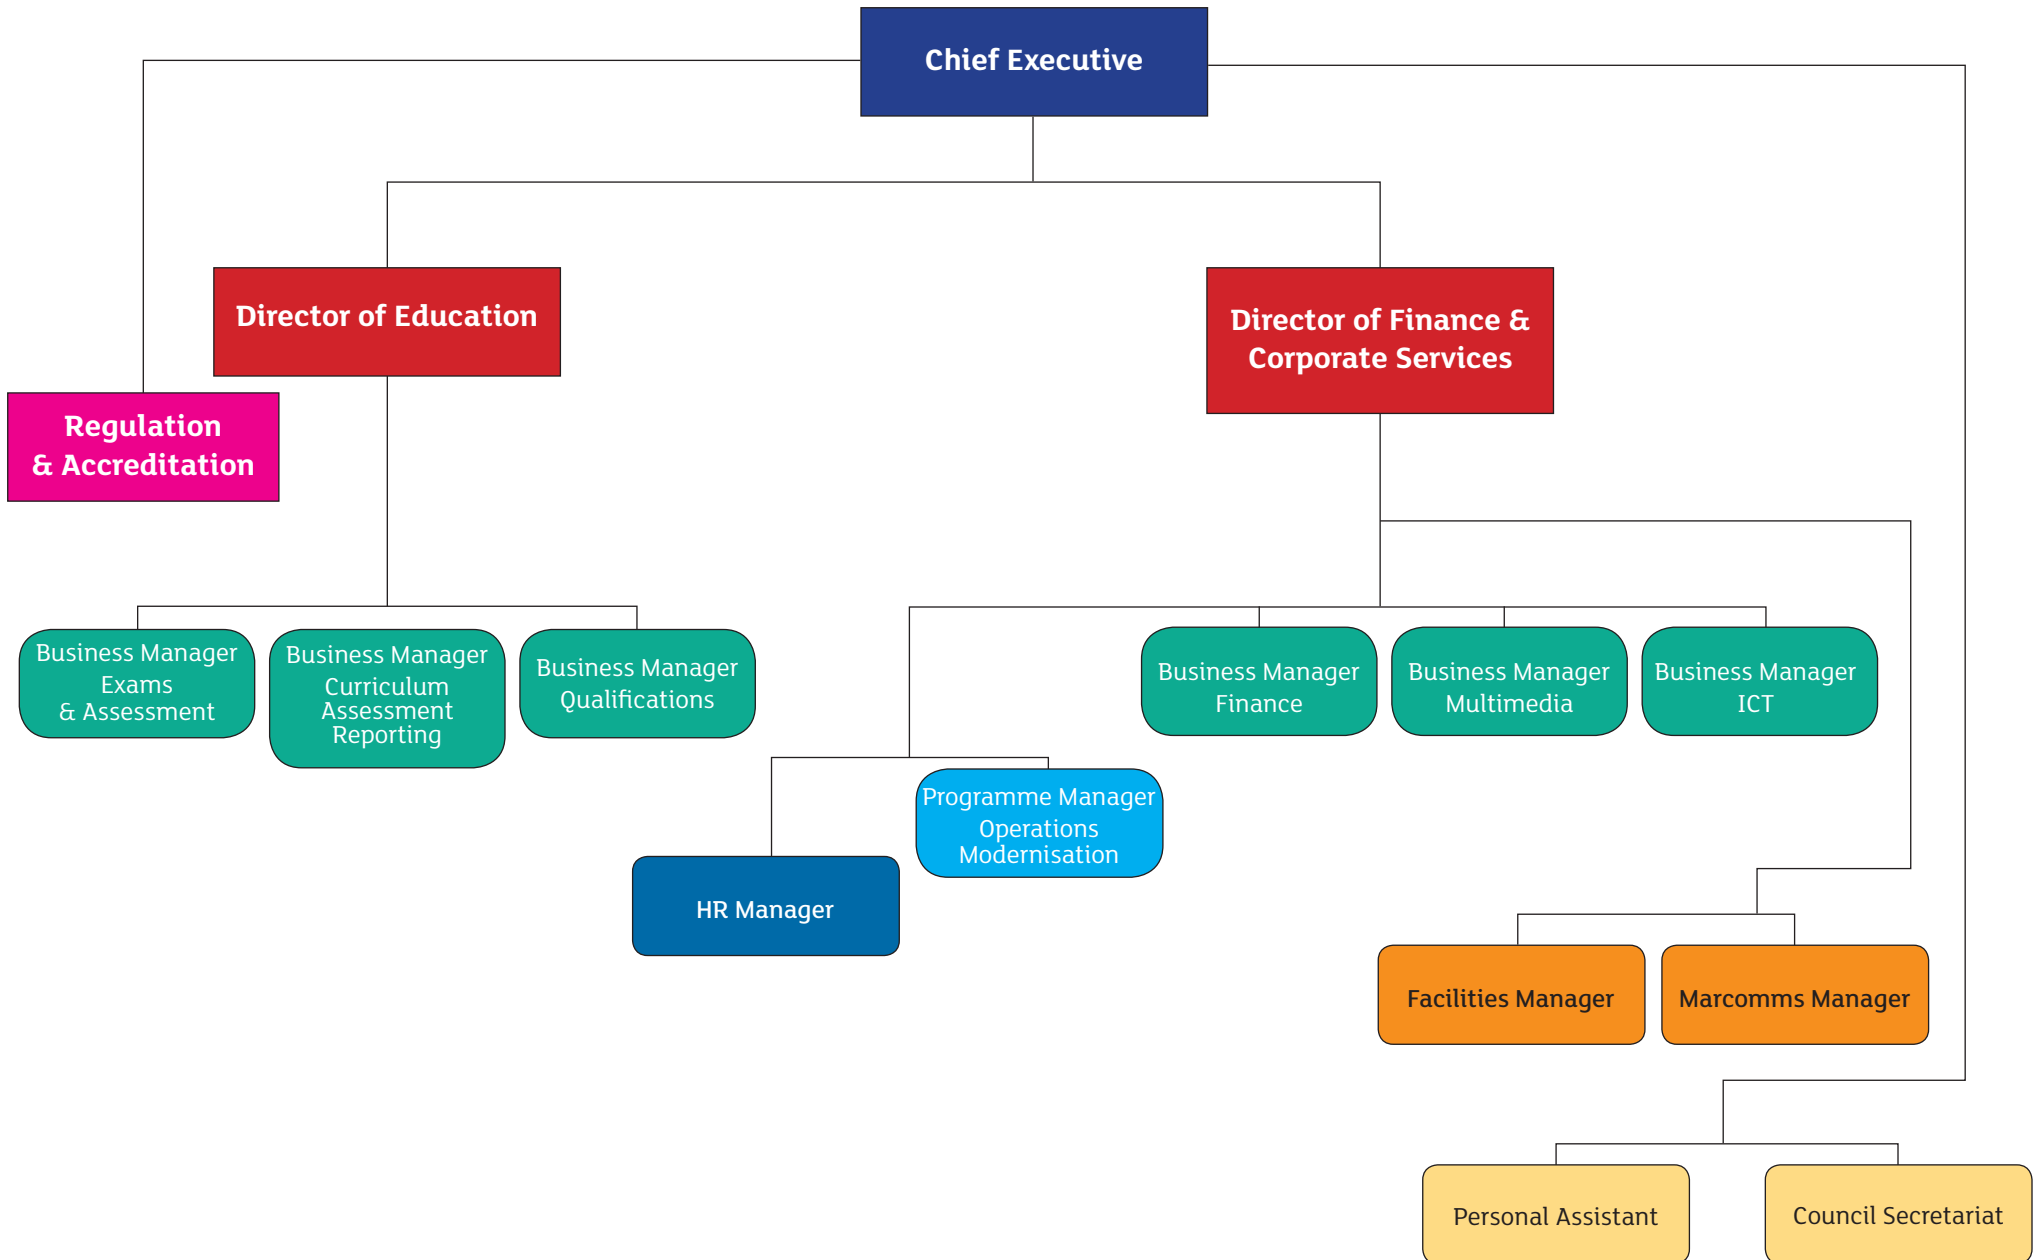 Chief Executive
Director of Education
Director of Finance &
Corporate Services
Regulation
& Accreditation
Business Manager
Exams
& Assessment
Business Manager
Curriculum
Assessment
Reporting
Business Manager
Qualifications
Business Manager
Finance
Business Manager
Multimedia
Business Manager
ICT
Programme Manager
Operations
Modernisation
HR Manager
Facilities Manager
Marcomms Manager
Personal Assistant
Council Secretariat